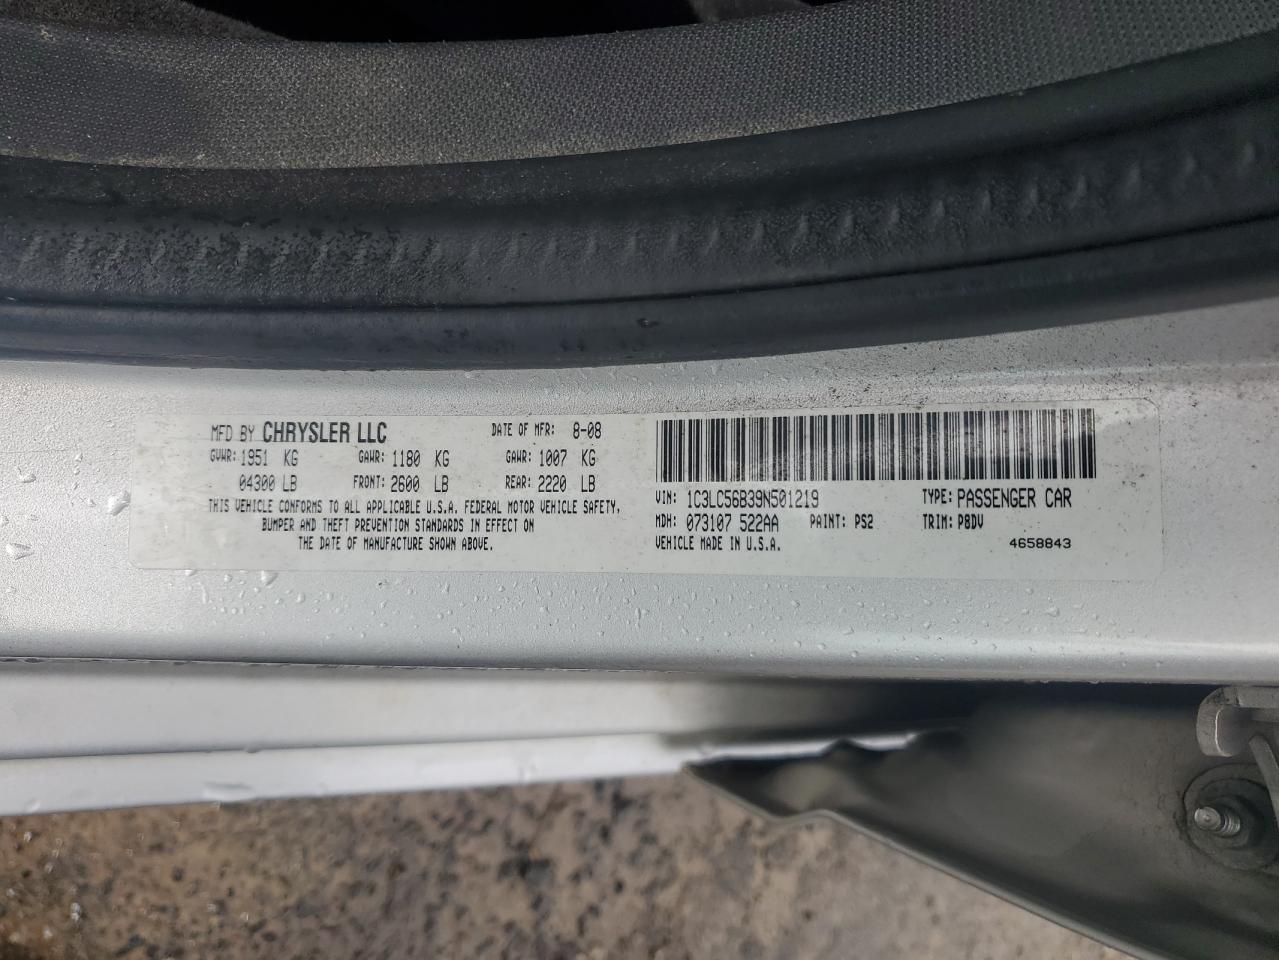 MFD BY CHRYSLER LLC DATE OF MFR: 8-08
GVWR: 1951 KG GAWR: 1180 KG GAWR: 1007 KG
04300 LB FRONT: 2600 LB REAR: 2220 LB
THIS VEHICLE CONFORMS TO ALL APPLICABLE U.S.A. FEDERAL MOTOR VEHICLE SAFETY,
BUMPER AND THEFT PREVENTION STANDARDS IN EFFECT ON
THE DATE OF MANUFACTURE SHOWN ABOVE.
VIN: 1C3LC56B39N501219 TYPE: PASSENGER CAR
MDH: 073107 522AA PAINT: PS2 TRIM: P8DV
VEHICLE MADE IN U.S.A. 4658843